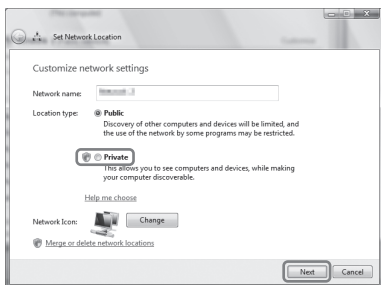 Set Network Location
Customize network settings
Network name:
Location type:
Public
Discovery of other computers and devices will be limited, and
the use of the network by some programs may be restricted.
Private
This allows you to see computers and devices, while making
your computer discoverable.
Help me choose
Network Icon:
Change
Merge or delete network locations
Next
Cancel